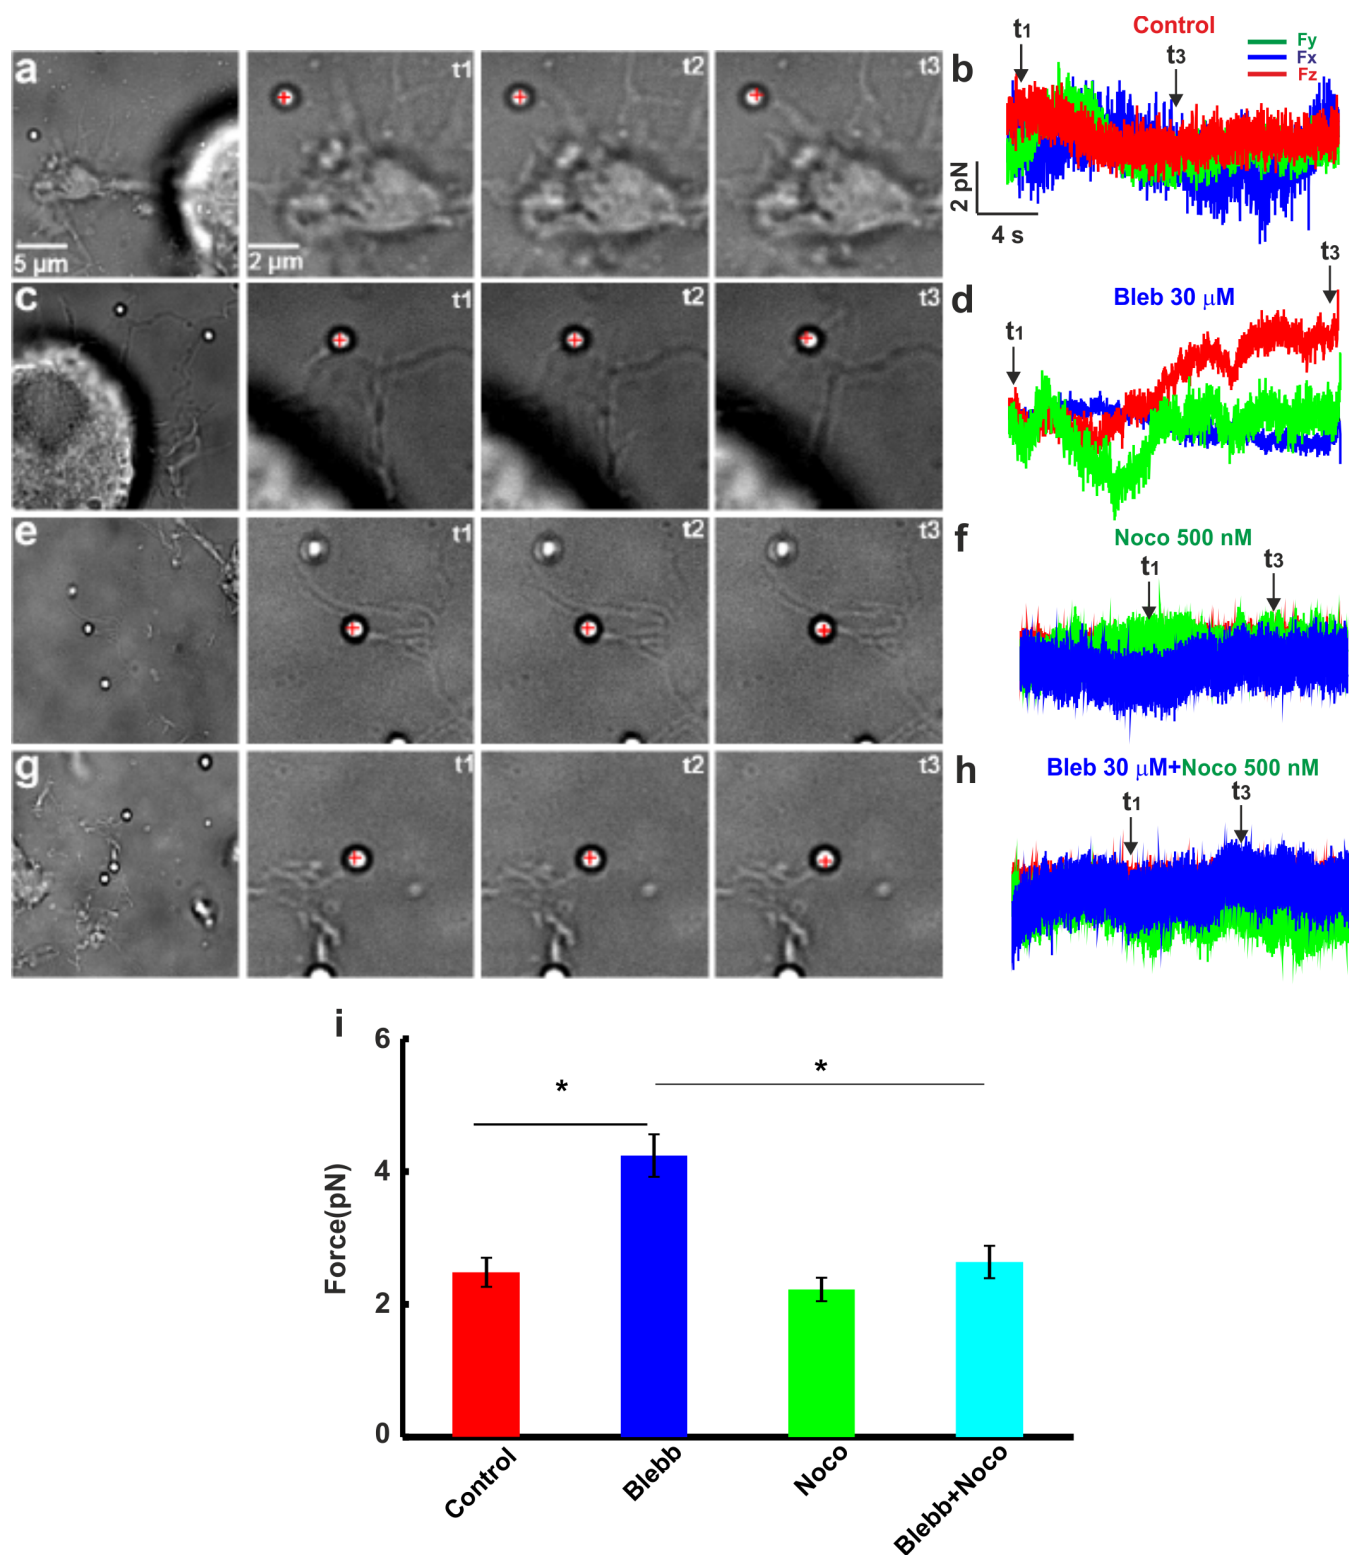 a
t1
t2
t3
5 µm
2 µm
b
Control
t1
t3
Fy
Fx
Fz
2 pN
4 s
c
t1
t2
t3
d
Bleb 30 µM
t1
t3
e
t1
t2
t3
f
Noco 500 nM
t1
t3
g
t1
t2
t3
h
Bleb 30 µM+Noco 500 nM
t1
t3
i
*
*
Force(pN)
6
4
2
0
Control
Blebb
Noco
Blebb+Noco